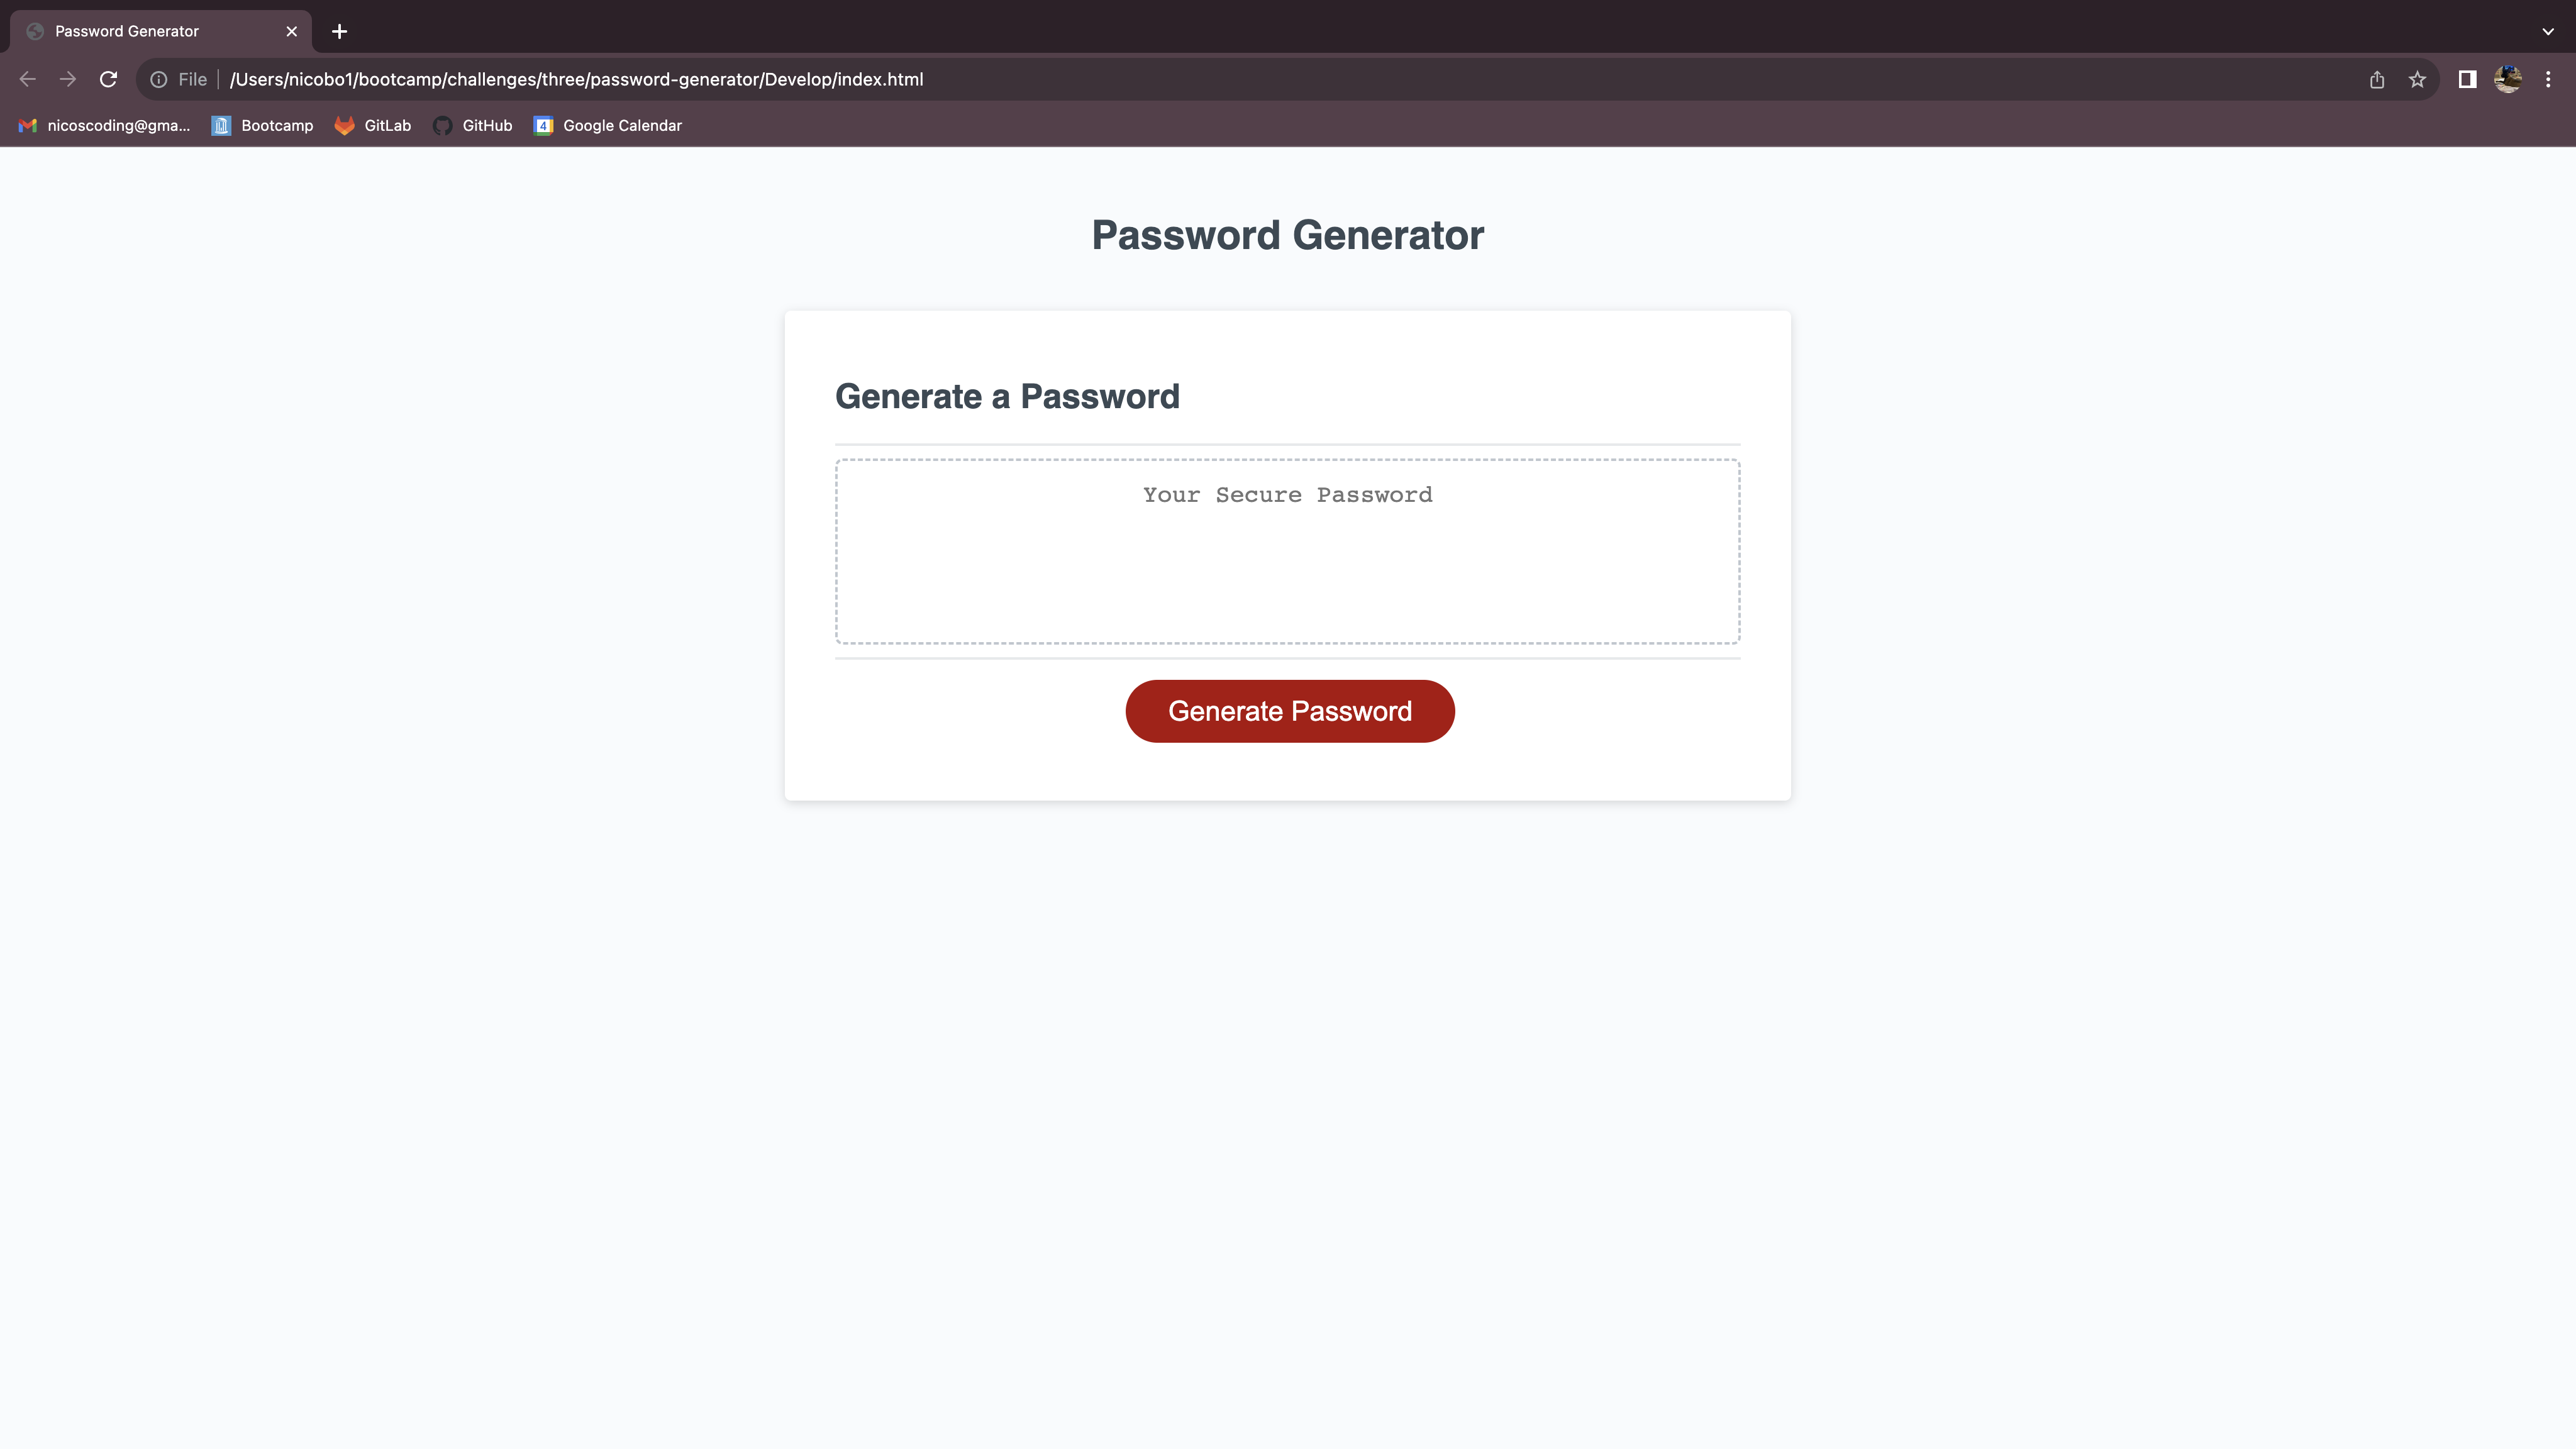 Password Generator
File /Users/nicobo1/bootcamp/challenges/three/password-generator/Develop/index.html
nicoscoding@gma... Bootcamp GitLab GitHub 4 Google Calendar
Password Generator
Generate a Password
Your Secure Password
Generate Password